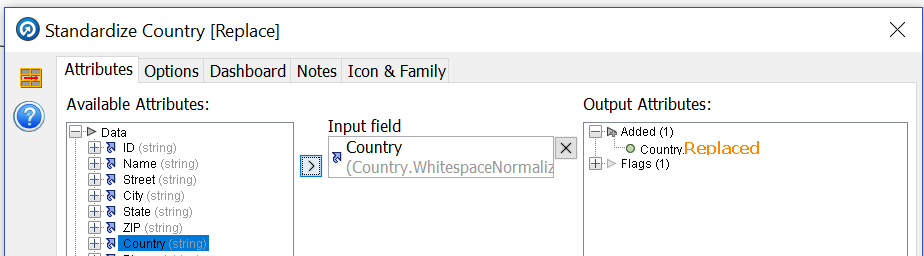 Standardize Country [Replace]
Attributes Options Dashboard Notes Icon & Family
Available Attributes:
Data
ID (string)
Name (string)
Street (string)
City (string)
State (string)
ZIP (string)
Country (string)
Input field
Country
(Country.WhitespaceNormaliz
Output Attributes:
Added (1)
Country.Replaced
Flags (1)